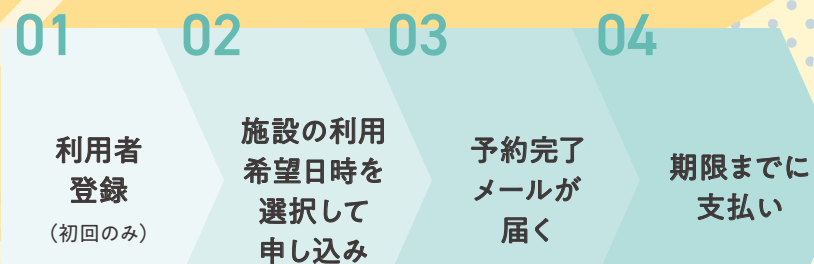 01
利用者
登録
（初回のみ）
02
施設の利用
希望日時を
選択して
申し込み
03
予約完了
メールが
届く
04
期限までに
支払い